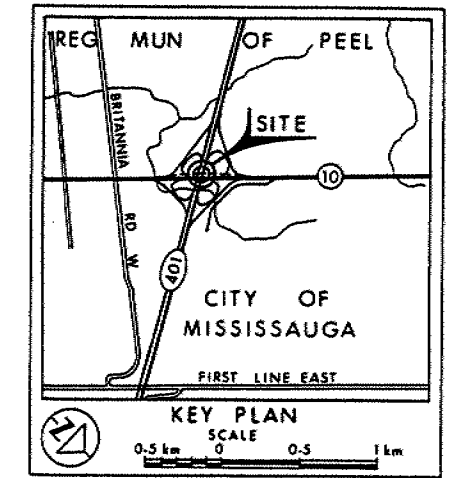 REG MUN OF PEEL
BRITANNIA RD W
SITE
10
401
CITY OF
MISSISSAUGA
FIRST LINE EAST
KEY PLAN
SCALE
0·5 km 0 0·5 1 km
N